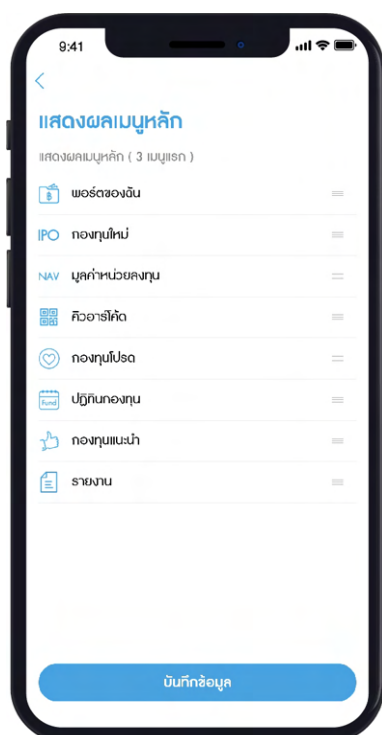 9:41
แสดงผลเมนูหลัก
แสดงผลเมนูหลัก ( 3 เมนูแรก )
พอร์ตของฉัน
IPO กองทุนใหม่
NAV มูลค่าหน่วยลงทุน
คิวอาร์โค้ด
กองทุนโปรด
Fund ปฏิทินกองทุน
กองทุนแนะนำ
รายงาน
บันทึกข้อมูล